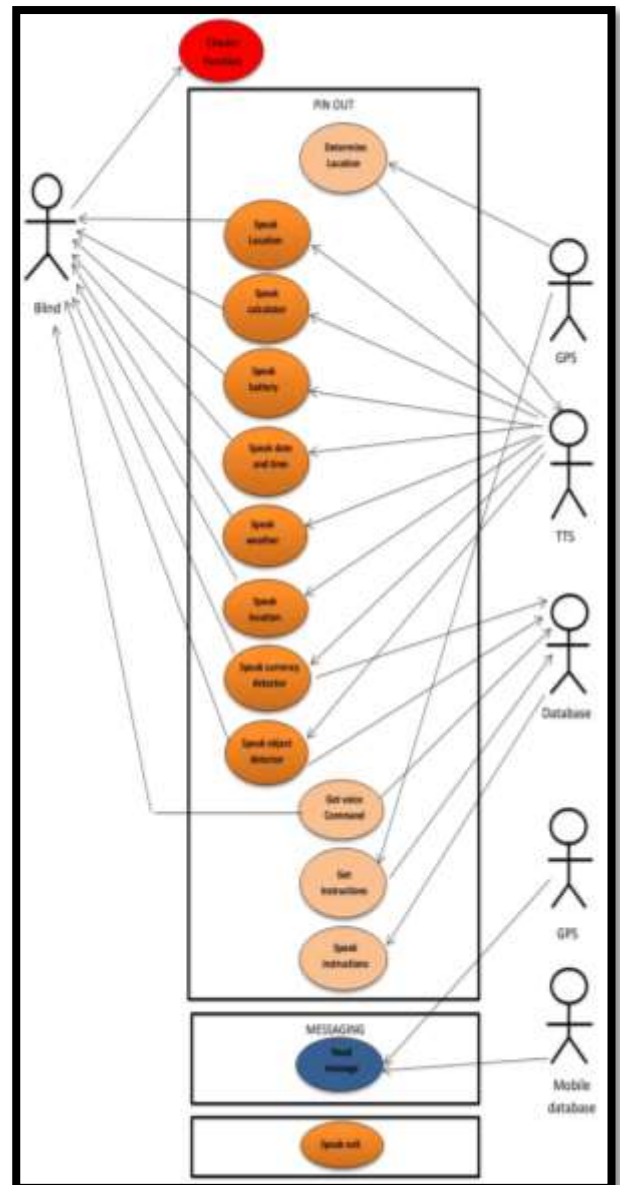 PIN OUT
Determine
Location
Speak
Location
Speak
calculator
Speak
battery
Speak date
and time
Speak
weather
Speak
location
Speak currency
detector
Speak object
detector
Get voice
Command
Get
instructions
Speak
instructions
Blind
GPS
TTS
Database
GPS
Mobile
database
MESSAGING
Read
message
Speak exit